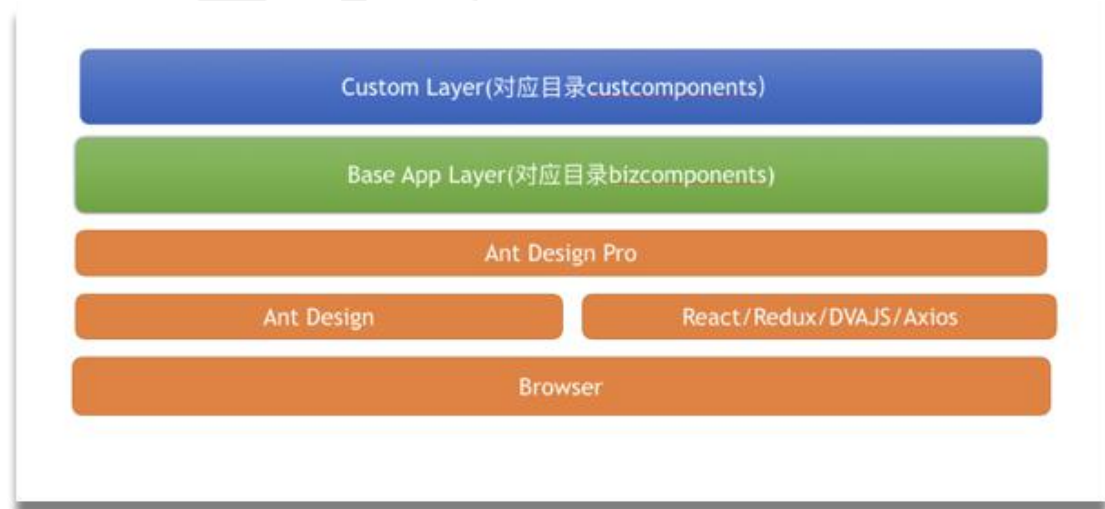 Custom Layer(对应目录custcomponents)
Base App Layer(对应目录bizcomponents)
Ant Design Pro
Ant Design
React/Redux/DVAJS/Axios
Browser